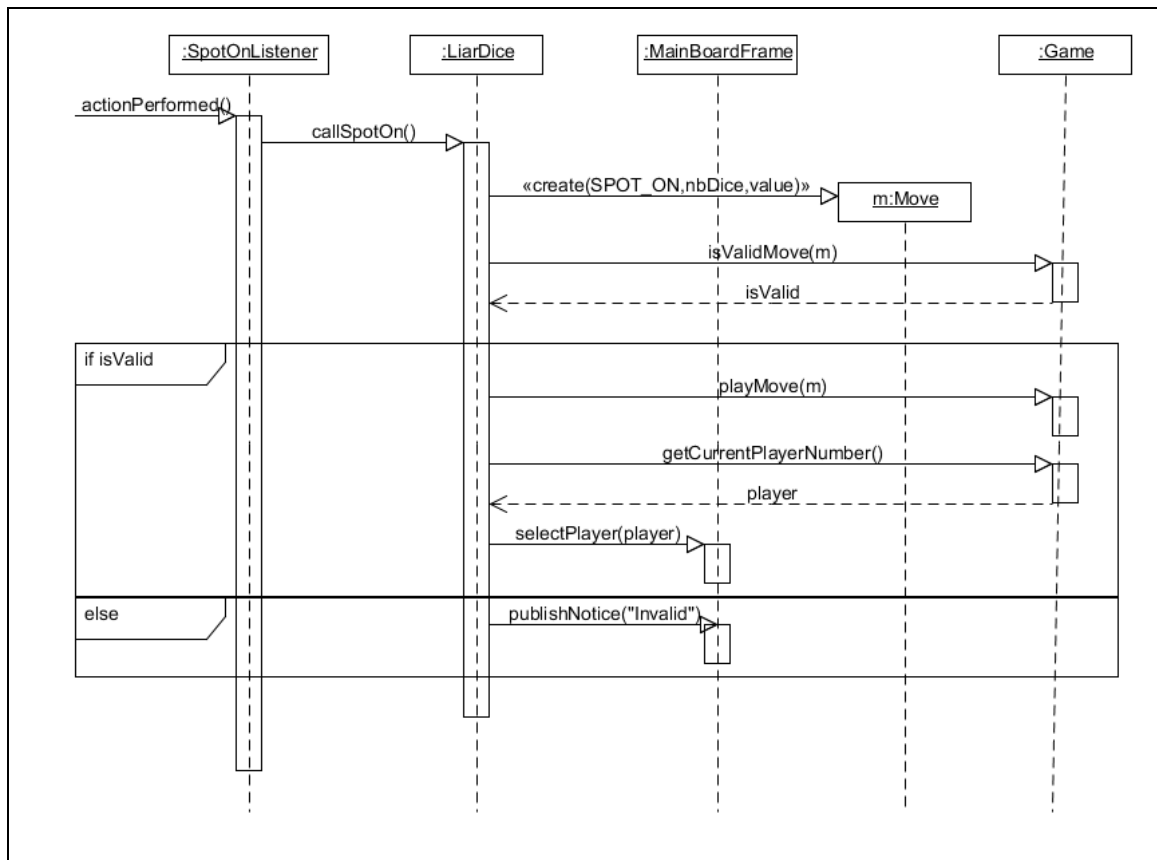 :SpotOnListener
:LiarDice
:MainBoardFrame
:Game
actionPerformed()
callSpotOn()
«create(SPOT_ON,nbDice,value)»
m:Move
isValidMove(m)
isValid
if isValid
playMove(m)
getCurrentPlayerNumber()
player
selectPlayer(player)
else
publishNotice("Invalid")